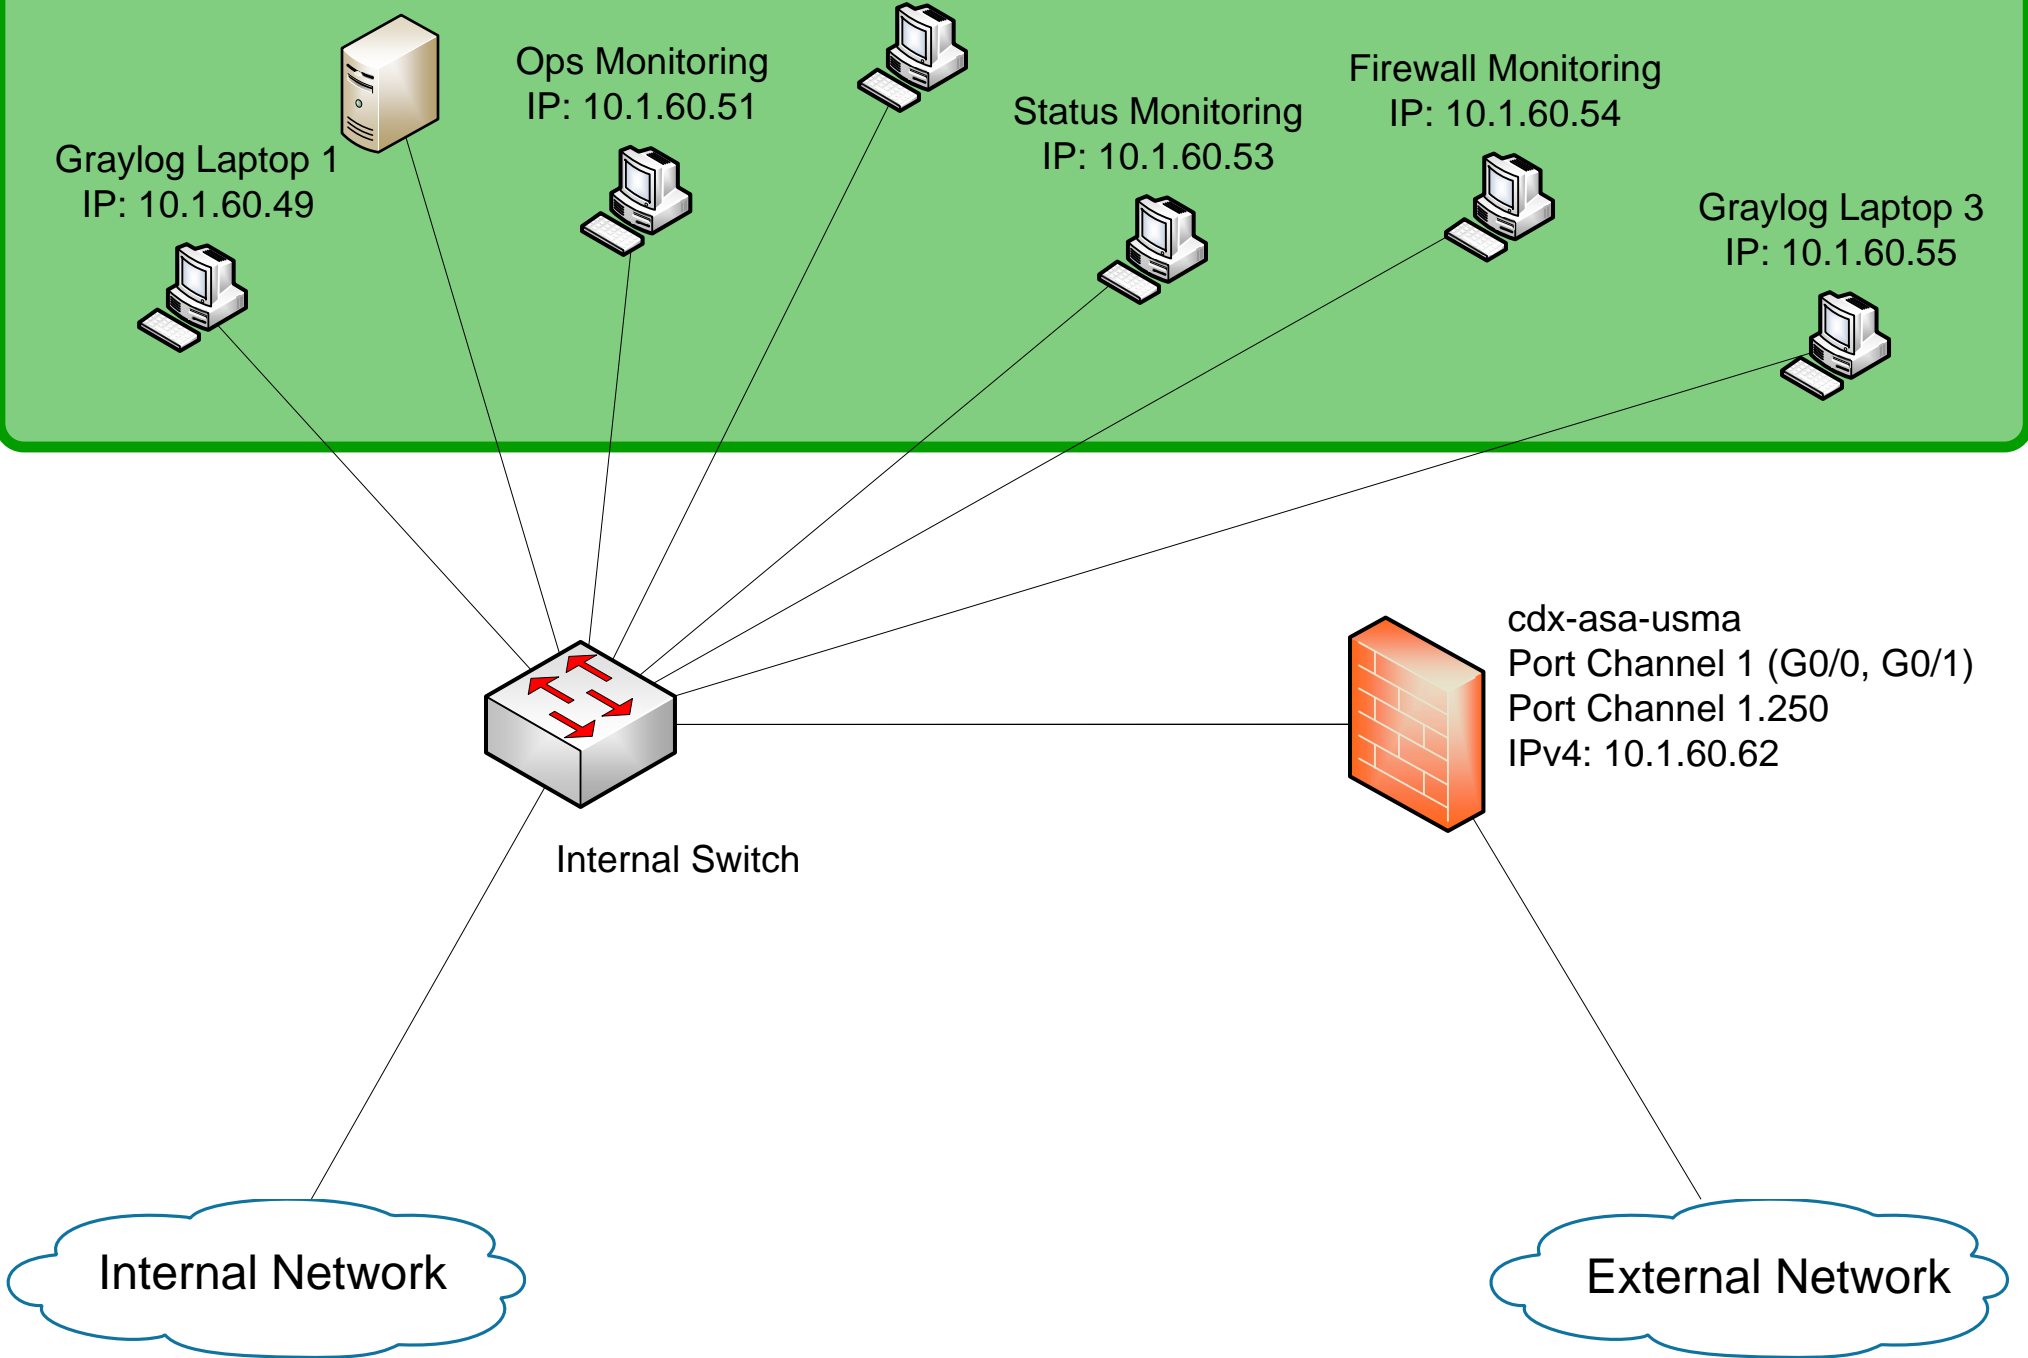 Ops Monitoring
IP: 10.1.60.51
Firewall Monitoring
IP: 10.1.60.54
Status Monitoring
IP: 10.1.60.53
Graylog Laptop 1
IP: 10.1.60.49
Graylog Laptop 3
IP: 10.1.60.55
cdx-asa-usma
Port Channel 1 (G0/0, G0/1)
Port Channel 1.250
IPv4: 10.1.60.62
Internal Switch
Internal Network
External Network